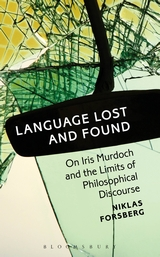 LANGUAGE LOST
AND FOUND
On Iris Murdoch
and the Limits of
Philosophical
Discourse
NIKLAS
FORSBERG
BLOOMSBURY